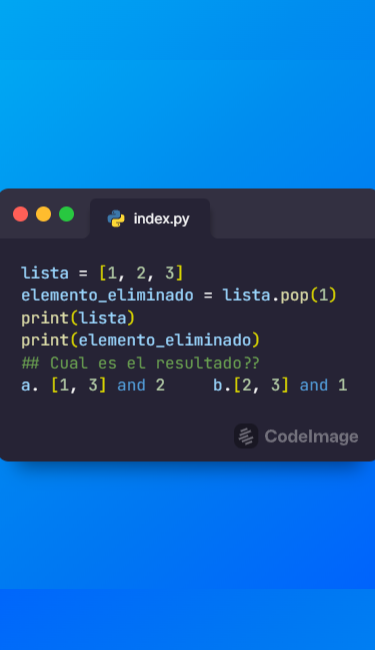 index.py
lista = [1, 2, 3]
elemento_eliminado = lista.pop(1)
print(lista)
print(elemento_eliminado)
## Cual es el resultado??
a. [1, 3] and 2     b.[2, 3] and 1
CodeImage